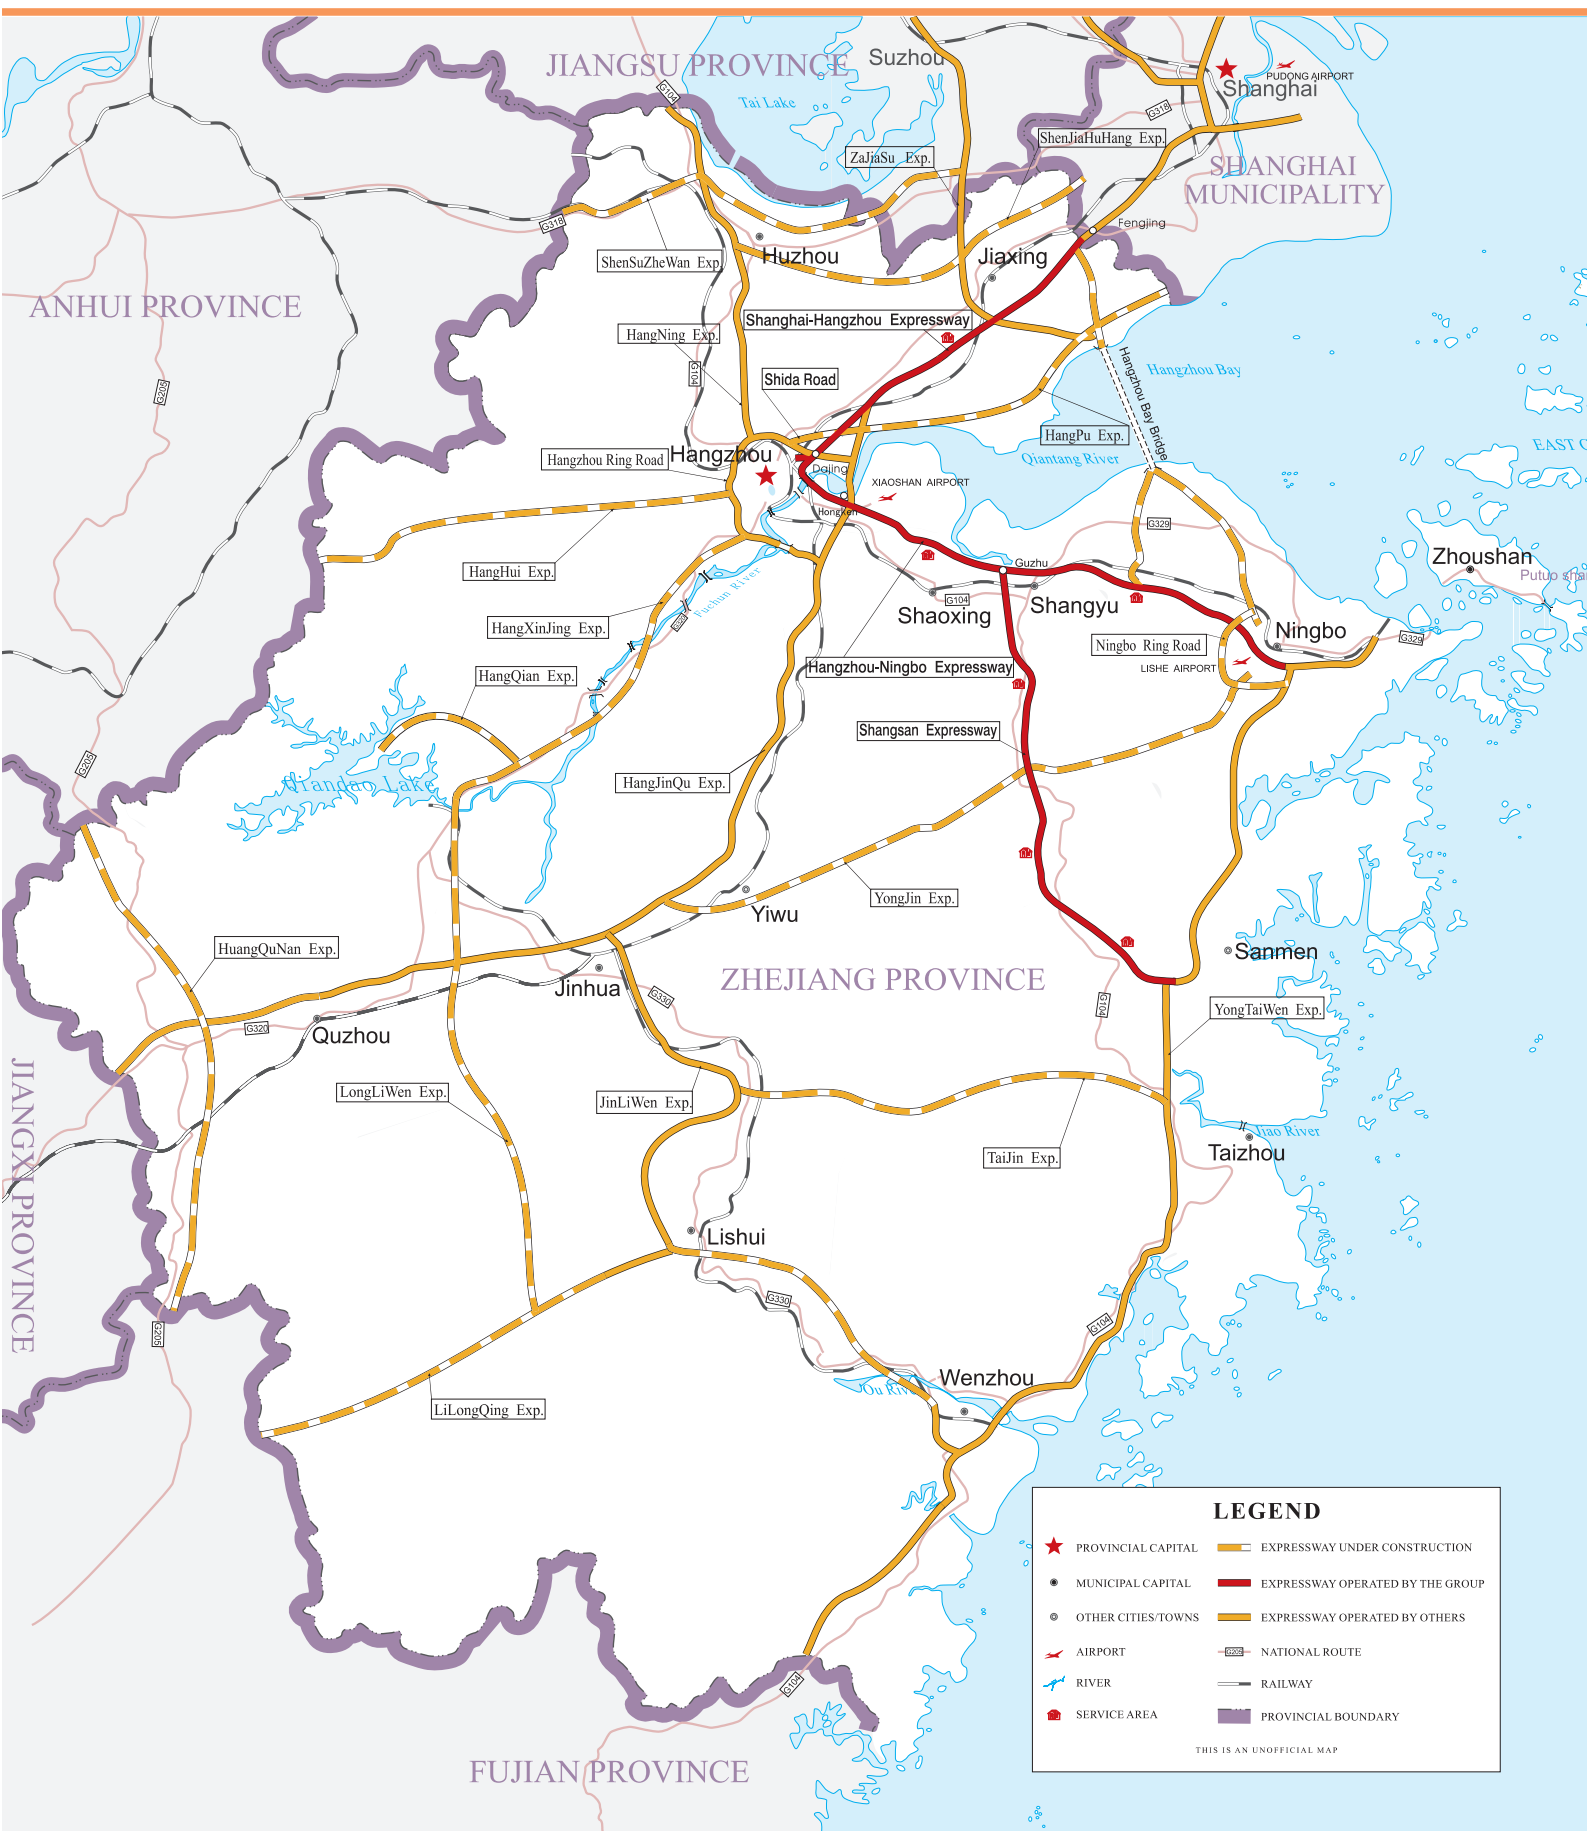 JIANGSU PROVINCE
Suzhou
PUDONG AIRPORT
Shanghai
G104
Tai Lake
G318
ShenJiaHuHang Exp.
ZaJiaSu Exp.
SHANGHAI
MUNICIPALITY
G318
Fengjing
Huzhou
Jiaxing
ShenSuZheWan Exp.
ANHUI PROVINCE
Shanghai-Hangzhou Expressway
HangNing Exp.
Hangzhou Bay
Hangzhou Bay Bridge
G104
Shida Road
G205
HangPu Exp.
EAST C
Hangzhou
Hangzhou Ring Road
Qiantang River
Dajing
XIAOSHAN AIRPORT
Hongken
G329
Zhoushan
HangHui Exp.
Guzhu
Putuo shan
Fuchun River
G104
Shangyu
Shaoxing
G320
HangXinJing Exp.
Ningbo
G329
Ningbo Ring Road
LISHE AIRPORT
Hangzhou-Ningbo Expressway
HangQian Exp.
Shangsan Expressway
G205
Qiandao Lake
HangJinQu Exp.
YongJin Exp.
Yiwu
HuangQuNan Exp.
Sanmen
ZHEJIANG PROVINCE
Jinhua
G330
G104
YongTaiWen Exp.
G320
Quzhou
JIANGXI PROVINCE
LongLiWen Exp.
JinLiWen Exp.
Jiao River
Taizhou
TaiJin Exp.
Lishui
G330
G104
G205
Wenzhou
Ou River
LiLongQing Exp.
G104
FUJIAN PROVINCE
LEGEND
PROVINCIAL CAPITAL
EXPRESSWAY UNDER CONSTRUCTION
MUNICIPAL CAPITAL
EXPRESSWAY OPERATED BY THE GROUP
OTHER CITIES/TOWNS
EXPRESSWAY OPERATED BY OTHERS
AIRPORT
G205
NATIONAL ROUTE
RIVER
RAILWAY
SERVICE AREA
PROVINCIAL BOUNDARY
THIS IS AN UNOFFICIAL MAP